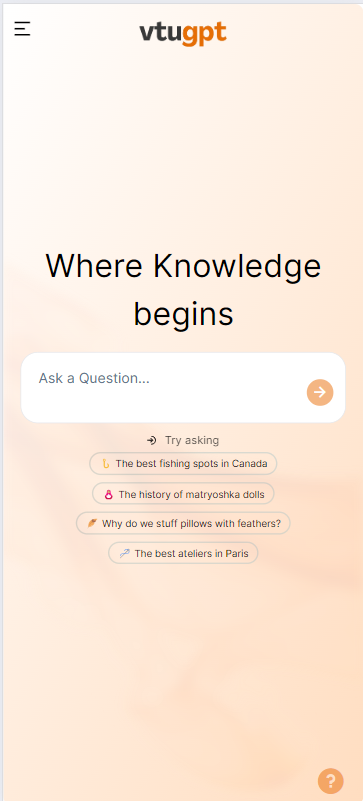 vtugpt
Where Knowledge
begins
Ask a Question...
Try asking
The best fishing spots in Canada
The history of matryoshka dolls
Why do we stuff pillows with feathers?
The best ateliers in Paris
?